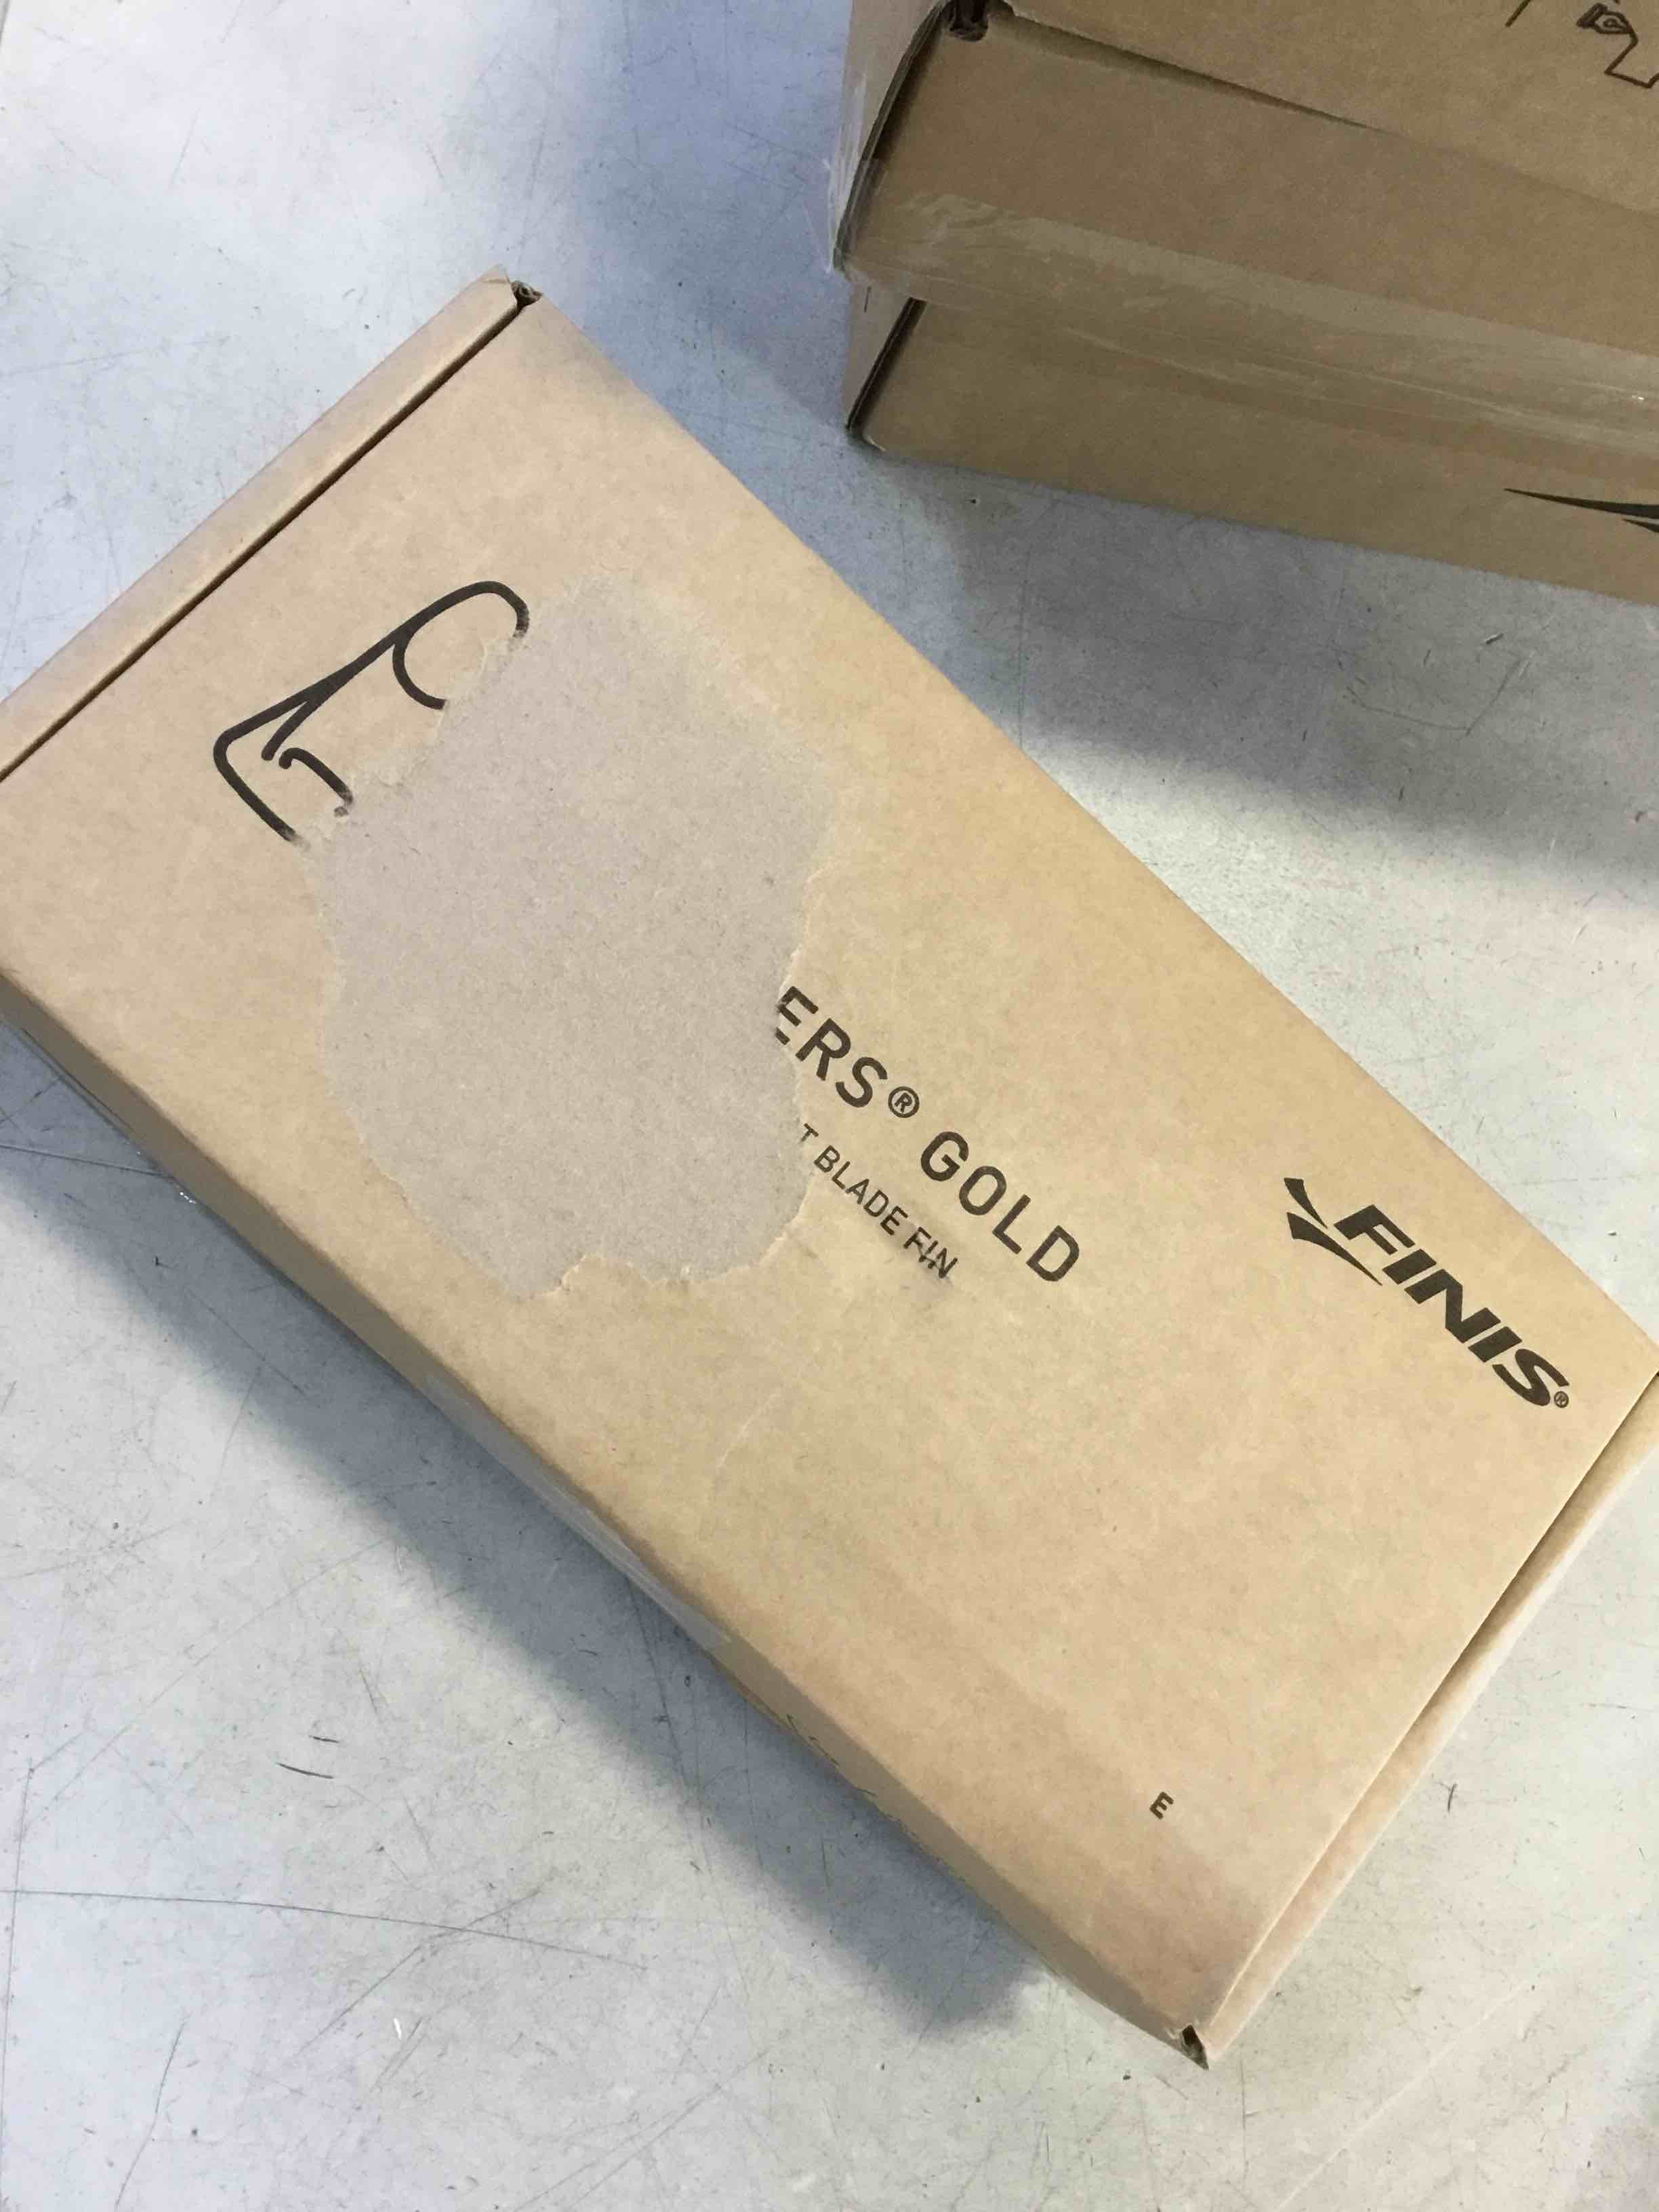 ERS® GOLD
T BLADE FIN
FINIS®
E